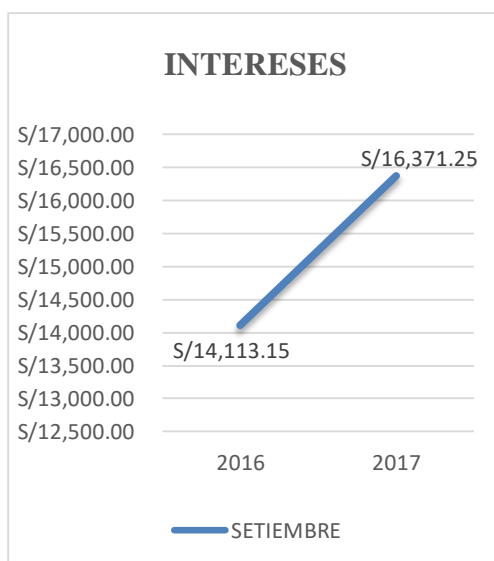 INTERESES
S/17,000.00
S/16,500.00
S/16,000.00
S/15,500.00
S/15,000.00
S/14,500.00
S/14,000.00
S/13,500.00
S/13,000.00
S/12,500.00
S/16,371.25
S/14,113.15
2016 2017
SETIEMBRE